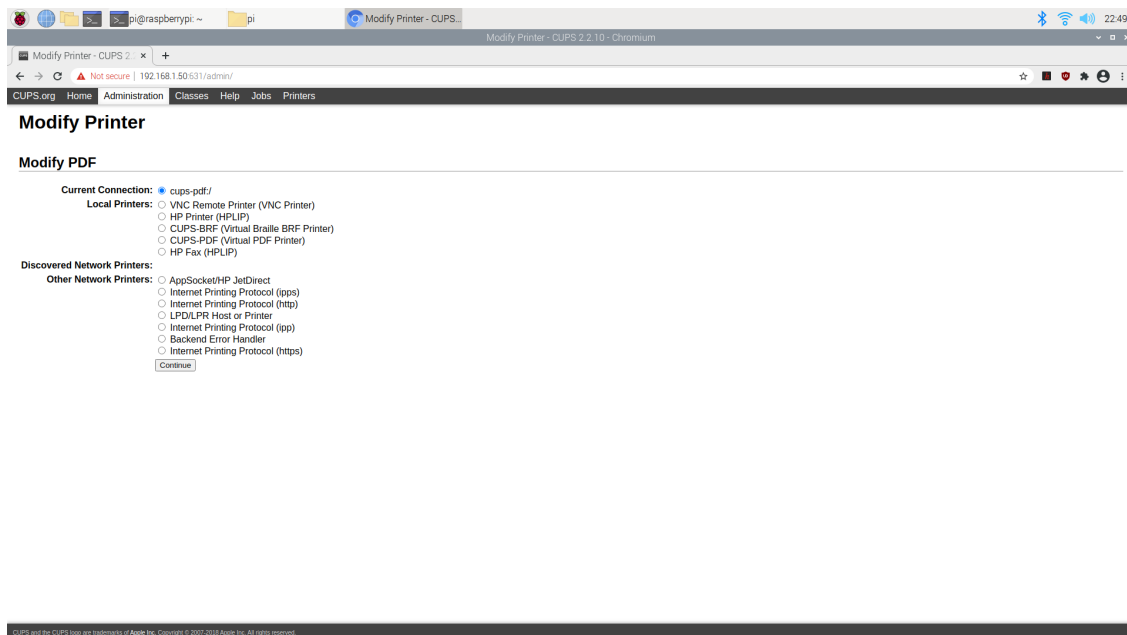 pi@raspberrypi: ~ pi Modify Printer - CUPS... 22:49
Modify Printer - CUPS 2.2.10 - Chromium
Modify Printer - CUPS 2.
Not secure | 192.168.1.50:631/admin/
CUPS.org Home Administration Classes Help Jobs Printers
Modify Printer
Modify PDF
Current Connection: cups-pdf:/
Local Printers: VNC Remote Printer (VNC Printer)
HP Printer (HPLIP)
CUPS-BRF (Virtual Braille BRF Printer)
CUPS-PDF (Virtual PDF Printer)
HP Fax (HPLIP)
Discovered Network Printers:
Other Network Printers: AppSocket/HP JetDirect
Internet Printing Protocol (ipps)
Internet Printing Protocol (http)
LPD/LPR Host or Printer
Internet Printing Protocol (ipp)
Backend Error Handler
Internet Printing Protocol (https)
Continue
CUPS and the CUPS logo are trademarks of Apple Inc. Copyright © 2007-2018 Apple Inc. All rights reserved.